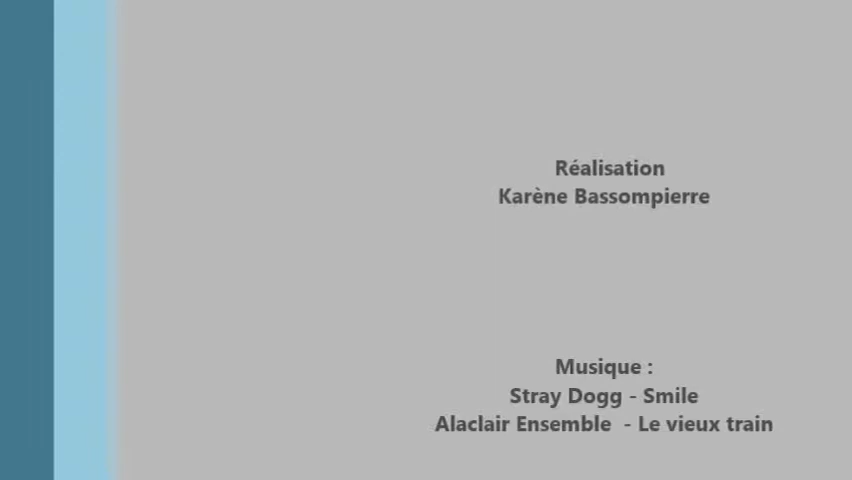 Réalisation
Karène Bassompierre
Musique :
Stray Dogg - Smile
Alaclair Ensemble - Le vieux train